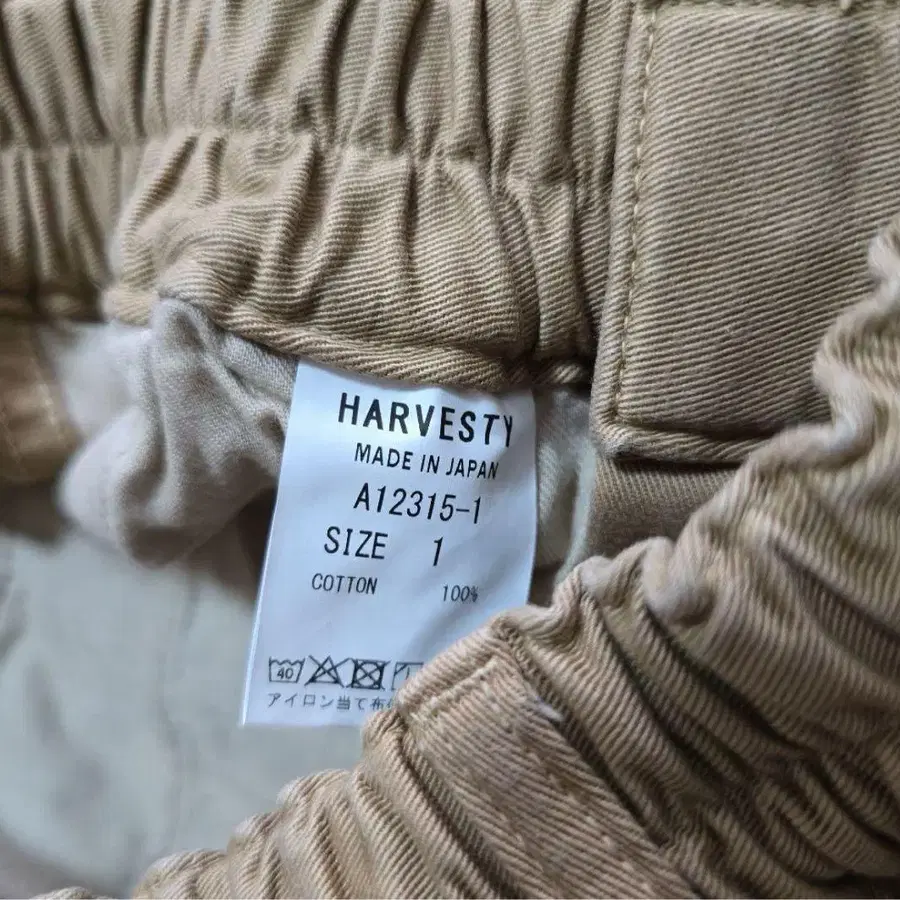 HARVESTY
MADE IN JAPAN
A12315-1
SIZE 1
COTTON 100%
40
アイロン当て布